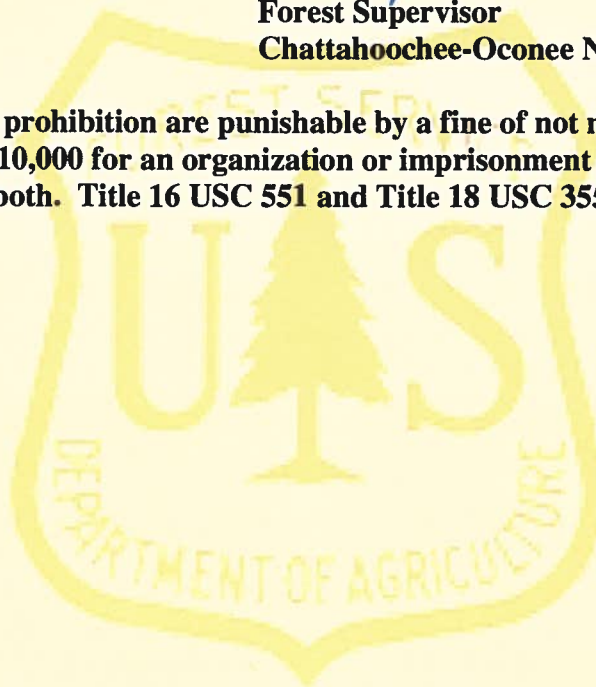 Forest Supervisor
Chattahoochee-Oconee N
prohibition are punishable by a fine of not
10,000 for an organization or imprisonment
both. Title 16 USC 551 and Title 18 USC 355
FOREST SERVICE
U S
DEPARTMENT OF AGRICULTURE